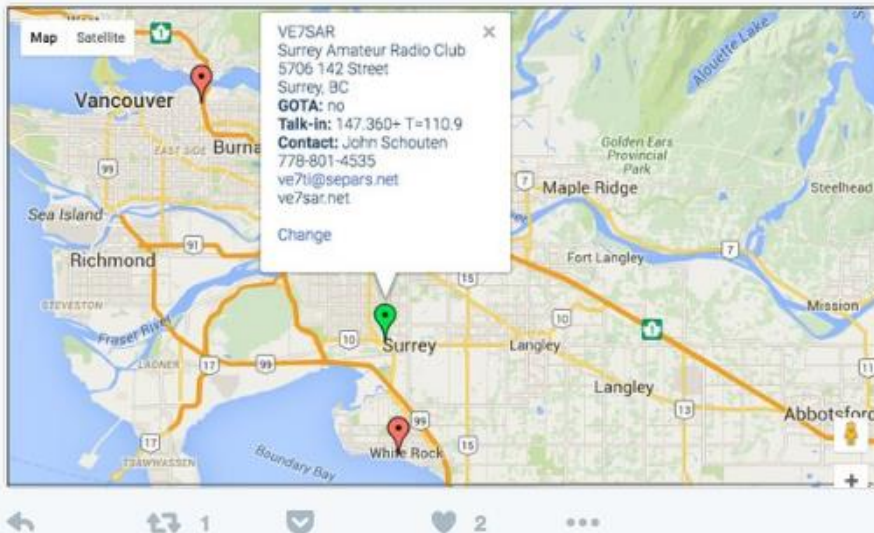 Map Satellite
1
VE7SAR
Surrey Amateur Radio Club
5706 142 Street
Surrey, BC
GOTA: no
Talk-in: 147.360+ T=110.9
Contact: John Schouten
778-801-4535
ve7ti@separs.net
ve7sar.net
Change
Alouette Lake
Vancouver
EAST SIDE
Burna
99
Golden Ears
Provincial
Park
7
Maple Ridge
Steelhead
Sea Island
91
Richmond
Fort Langley
7
15
STEVESTON
Mission
Fraser River
10
Surrey
10
Langley
1
LADNER
17
99
Langley
13
11
Abbotsford
99
17
White Rock
15
TSAWWASSEN
Boundary Bay
+
1
2